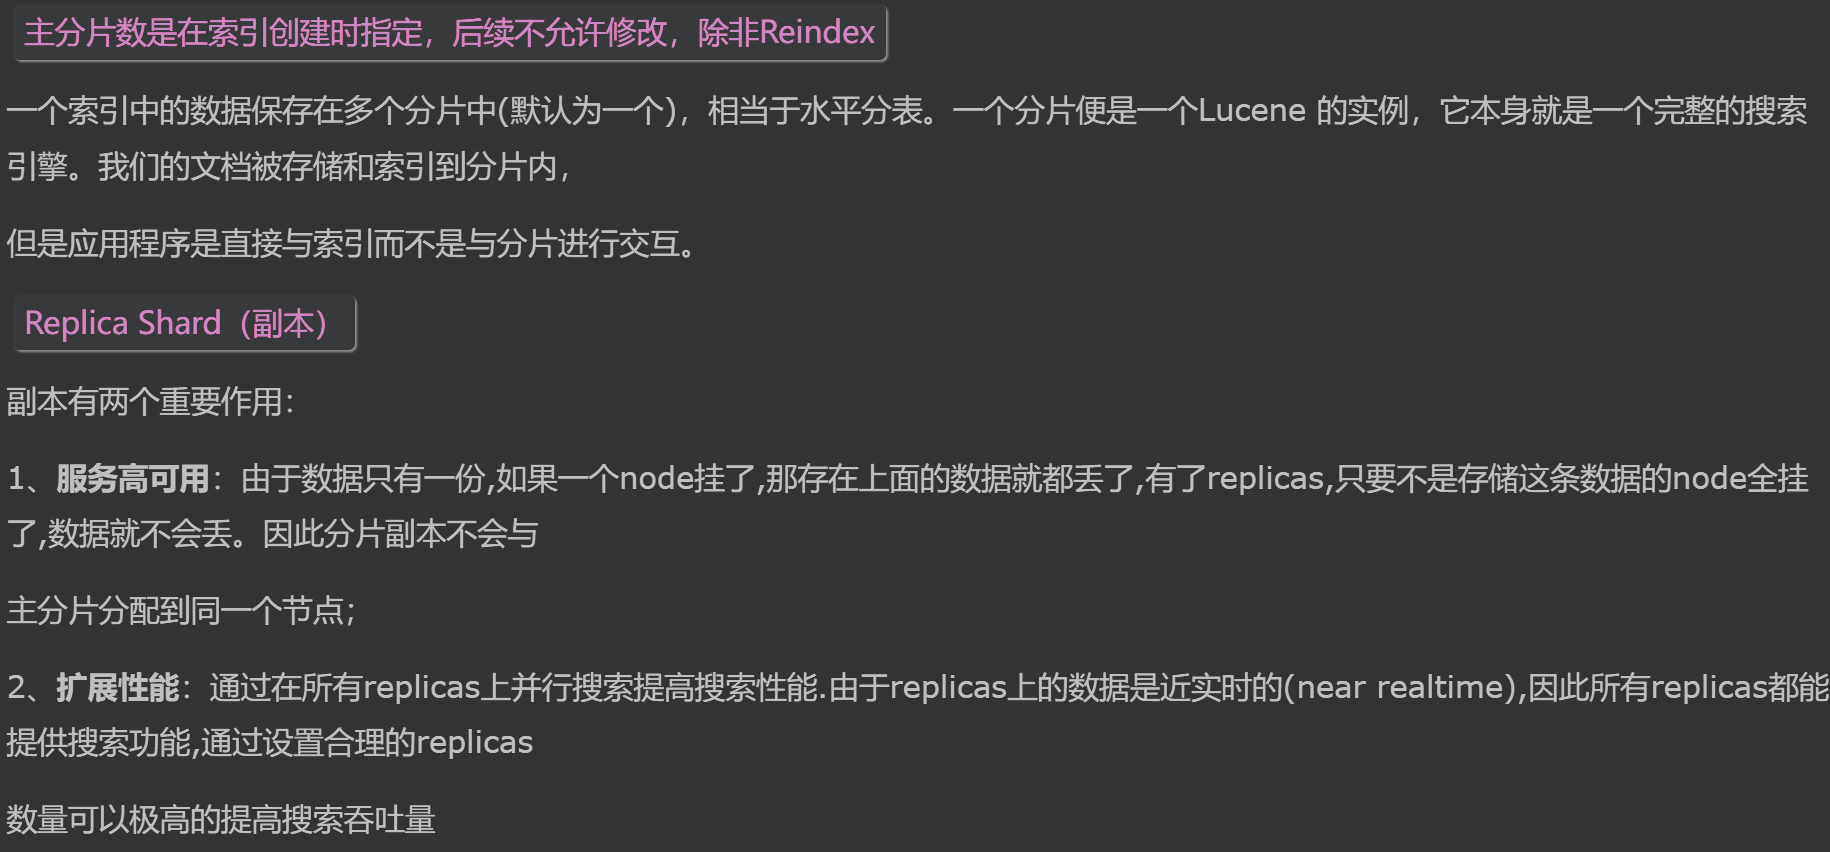 主分片数是在索引创建时指定，后续不允许修改，除非Reindex
一个索引中的数据保存在多个分片中(默认为一个)，相当于水平分表。一个分片便是一个Lucene 的实例，它本身就是一个完整的搜索
引擎。我们的文档被存储和索引到分片内，
但是应用程序是直接与索引而不是与分片进行交互。
Replica Shard（副本）
副本有两个重要作用：
1、服务高可用：由于数据只有一份,如果一个node挂了,那存在上面的数据就都丢了,有了replicas,只要不是存储这条数据的node全挂
了,数据就不会丢。因此分片副本不会与
主分片分配到同一个节点；
2、扩展性能：通过在所有replicas上并行搜索提高搜索性能.由于replicas上的数据是近实时的(near realtime),因此所有replicas都能
提供搜索功能,通过设置合理的replicas
数量可以极高的提高搜索吞吐量